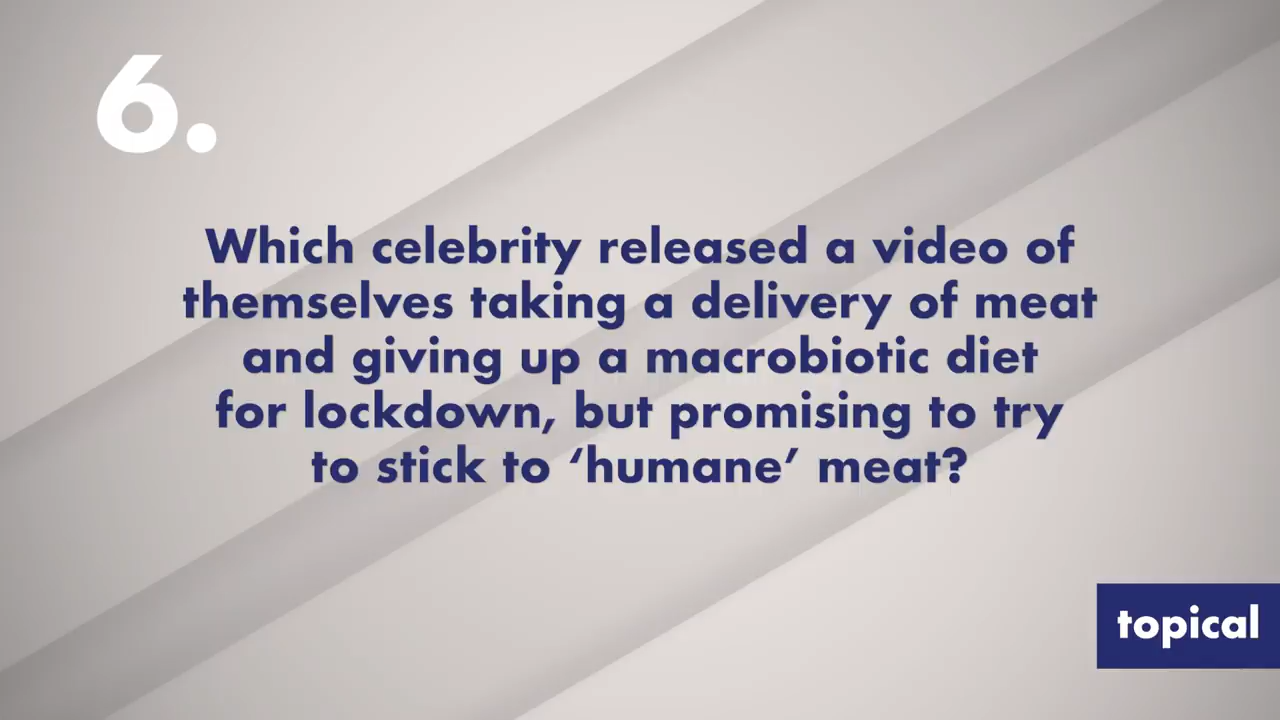 6.
Which celebrity released a video of
themselves taking a delivery of meat
and giving up a macrobiotic diet
for lockdown, but promising to try
to stick to ‘humane’ meat?
topical